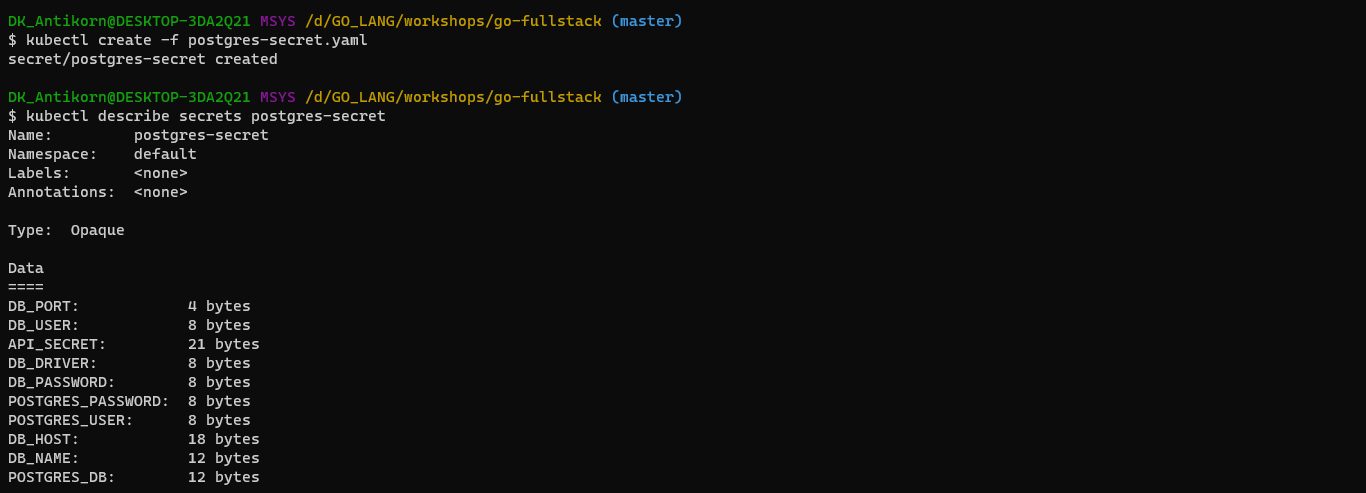 DK_Antikorn@DESKTOP-3DA2Q21 MSYS /d/GO_LANG/workshops/go-fullstack (master)
$ kubectl create -f postgres-secret.yaml
secret/postgres-secret created
DK_Antikorn@DESKTOP-3DA2Q21 MSYS /d/GO_LANG/workshops/go-fullstack (master)
$ kubectl describe secrets postgres-secret
Name:         postgres-secret
Namespace:    default
Labels:       <none>
Annotations:  <none>
Type:  Opaque
Data
====
DB_PORT:            4 bytes
DB_USER:            8 bytes
API_SECRET:         21 bytes
DB_DRIVER:          8 bytes
DB_PASSWORD:        8 bytes
POSTGRES_PASSWORD:  8 bytes
POSTGRES_USER:      8 bytes
DB_HOST:            18 bytes
DB_NAME:            12 bytes
POSTGRES_DB:        12 bytes